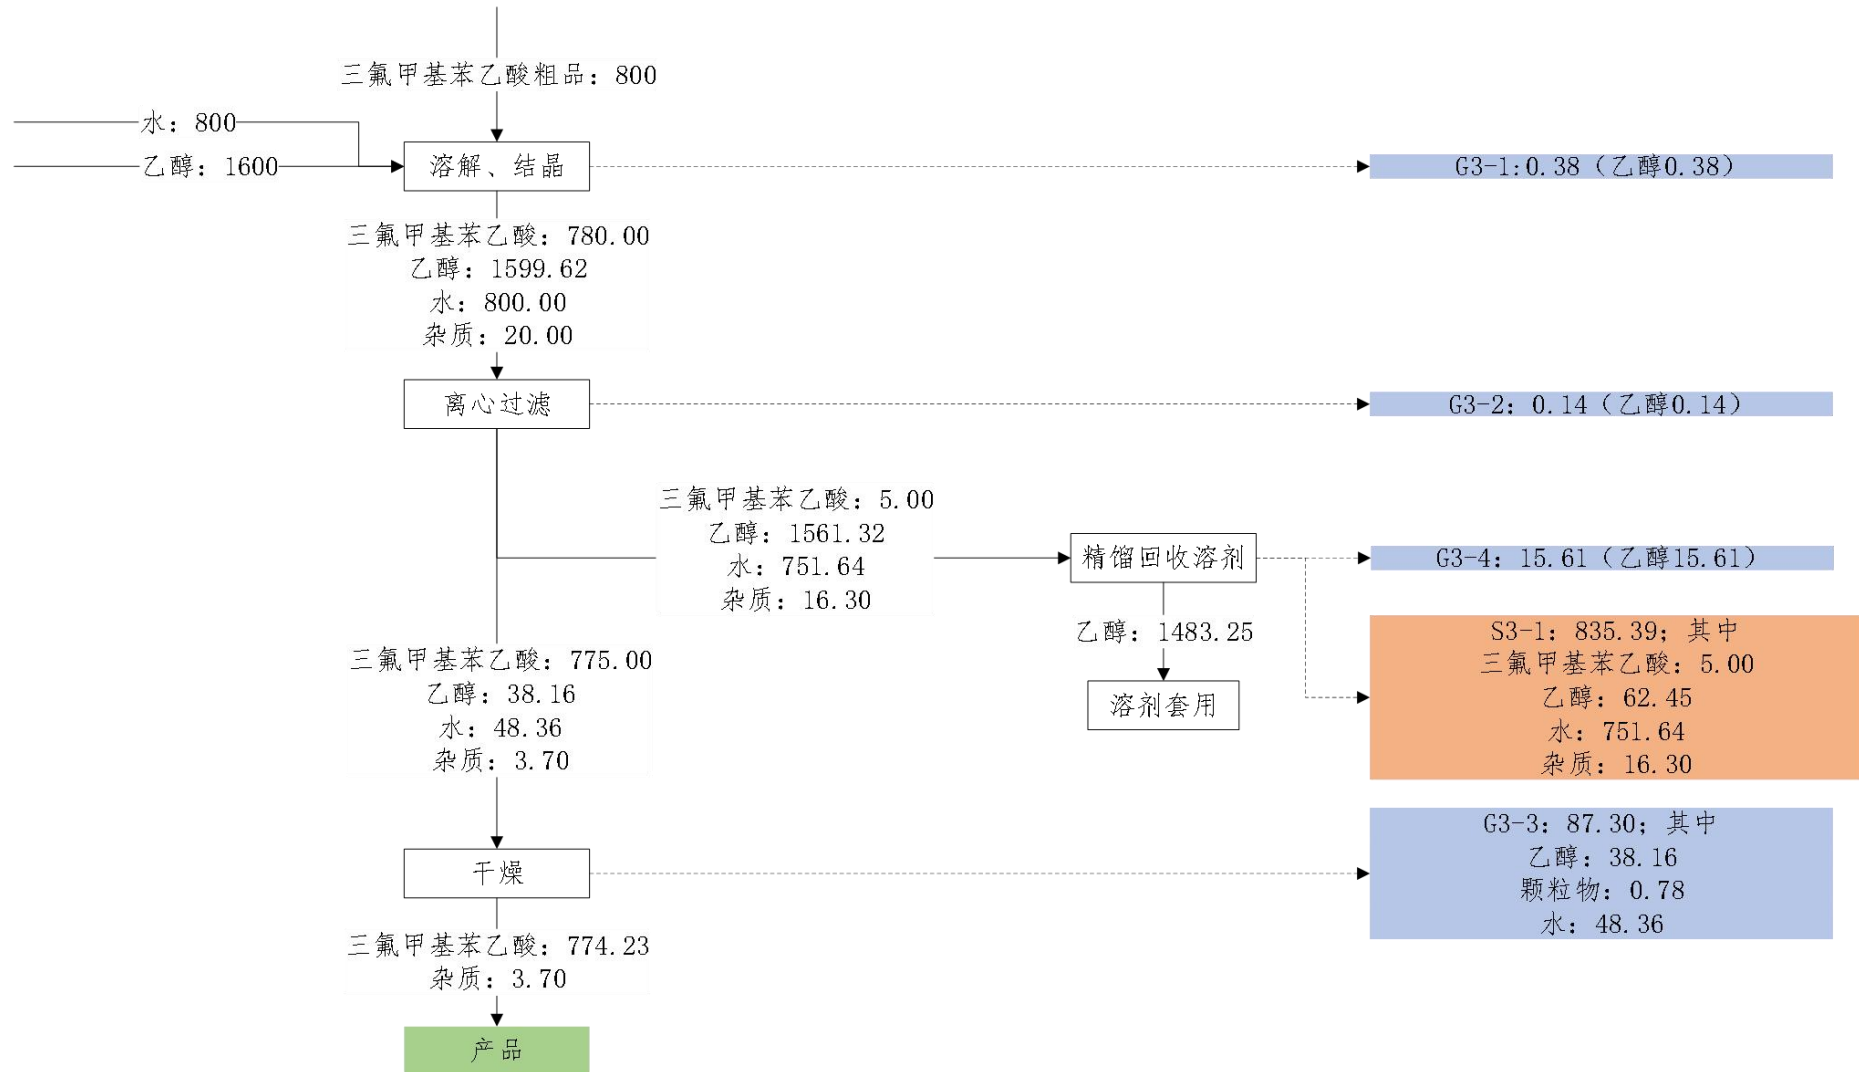 三氟甲基苯乙酸粗品：800
水：800
乙醇：1600
溶解、结晶
G3-1:0.38（乙醇0.38）
三氟甲基苯乙酸：780.00
乙醇：1599.62
水：800.00
杂质：20.00
离心过滤
G3-2：0.14（乙醇0.14）
三氟甲基苯乙酸：5.00
乙醇：1561.32
水：751.64
杂质：16.30
精馏回收溶剂
G3-4：15.61（乙醇15.61）
乙醇：1483.25
溶剂套用
S3-1：835.39；其中
三氟甲基苯乙酸：5.00
乙醇：62.45
水：751.64
杂质：16.30
三氟甲基苯乙酸：775.00
乙醇：38.16
水：48.36
杂质：3.70
干燥
G3-3：87.30；其中
乙醇：38.16
颗粒物：0.78
水：48.36
三氟甲基苯乙酸：774.23
杂质：3.70
产品